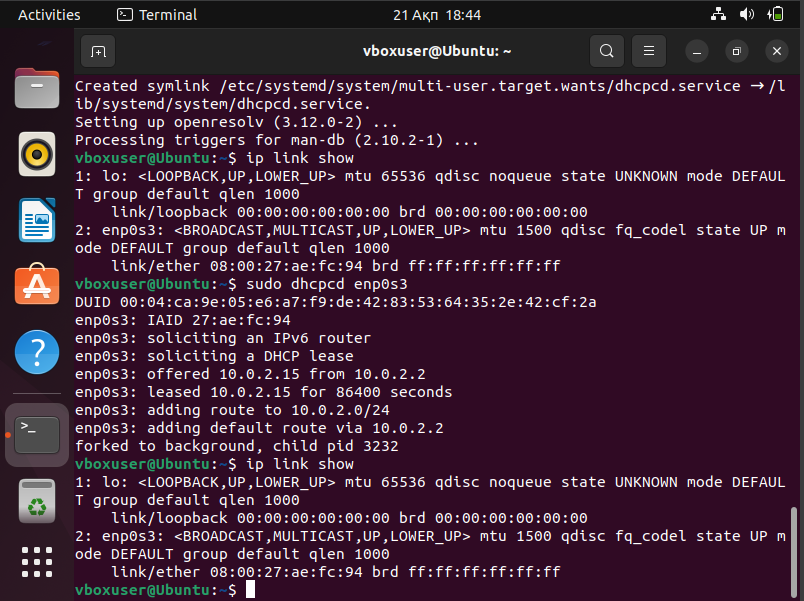 Activities
Terminal
21 Ақп 18:44
vboxuser@Ubuntu: ~
Created symlink /etc/systemd/system/multi-user.target.wants/dhcpcd.service → /l
ib/systemd/system/dhcpcd.service.
Setting up openresolv (3.12.0-2) ...
Processing triggers for man-db (2.10.2-1) ...
vboxuser@Ubuntu:~$ ip link show
1: lo: <LOOPBACK,UP,LOWER_UP> mtu 65536 qdisc noqueue state UNKNOWN mode DEFAUL
T group default qlen 1000
    link/loopback 00:00:00:00:00:00 brd 00:00:00:00:00:00
2: enp0s3: <BROADCAST,MULTICAST,UP,LOWER_UP> mtu 1500 qdisc fq_codel state UP m
ode DEFAULT group default qlen 1000
    link/ether 08:00:27:ae:fc:94 brd ff:ff:ff:ff:ff:ff
vboxuser@Ubuntu:~$ sudo dhcpcd enp0s3
DUID 00:04:ca:9e:05:e6:a7:f9:de:42:83:53:64:35:2e:42:cf:2a
enp0s3: IAID 27:ae:fc:94
enp0s3: soliciting an IPv6 router
enp0s3: soliciting a DHCP lease
enp0s3: offered 10.0.2.15 from 10.0.2.2
enp0s3: leased 10.0.2.15 for 86400 seconds
enp0s3: adding route to 10.0.2.0/24
enp0s3: adding default route via 10.0.2.2
forked to background, child pid 3232
vboxuser@Ubuntu:~$ ip link show
1: lo: <LOOPBACK,UP,LOWER_UP> mtu 65536 qdisc noqueue state UNKNOWN mode DEFAUL
T group default qlen 1000
    link/loopback 00:00:00:00:00:00 brd 00:00:00:00:00:00
2: enp0s3: <BROADCAST,MULTICAST,UP,LOWER_UP> mtu 1500 qdisc fq_codel state UP m
ode DEFAULT group default qlen 1000
    link/ether 08:00:27:ae:fc:94 brd ff:ff:ff:ff:ff:ff
vboxuser@Ubuntu:~$